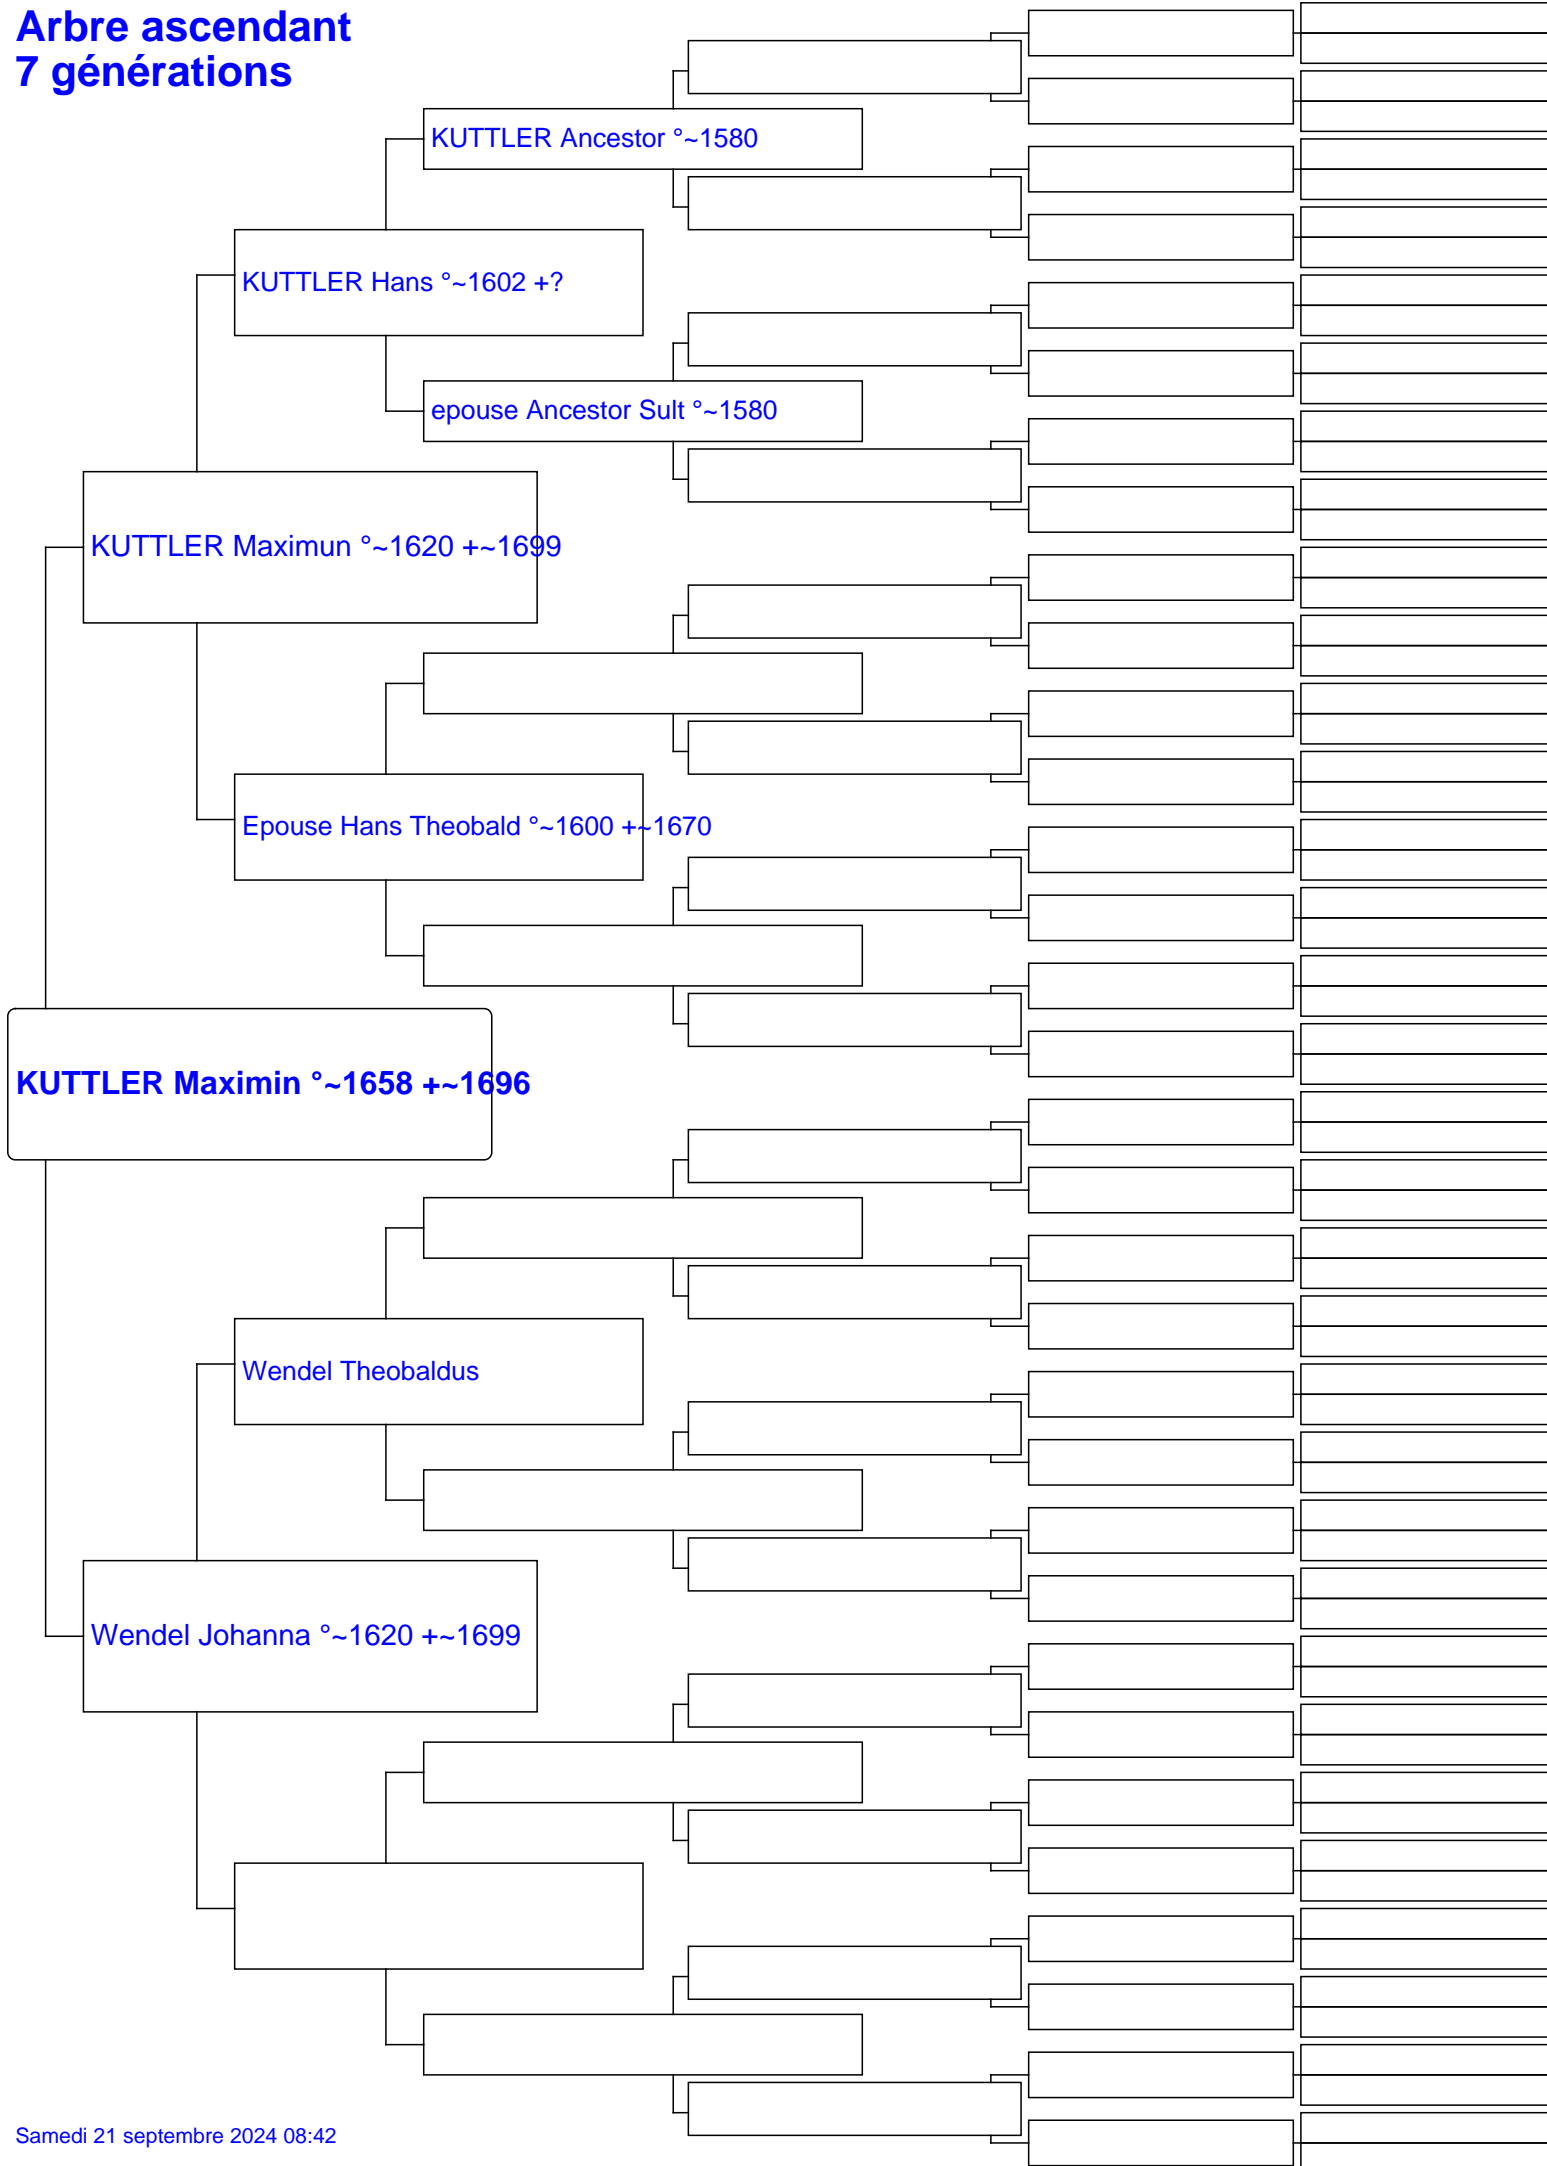 Arbre ascendant
7 générations
KUTTLER Ancestor °~1580
KUTTLER Hans °~1602 +?
epouse Ancestor Sult °~1580
KUTTLER Maximun °~1620 +~1699
Epouse Hans Theobald °~1600 +~1670
KUTTLER Maximin °~1658 +~1696
Wendel Theobaldus
Wendel Johanna °~1620 +~1699
Samedi 21 septembre 2024 08:42